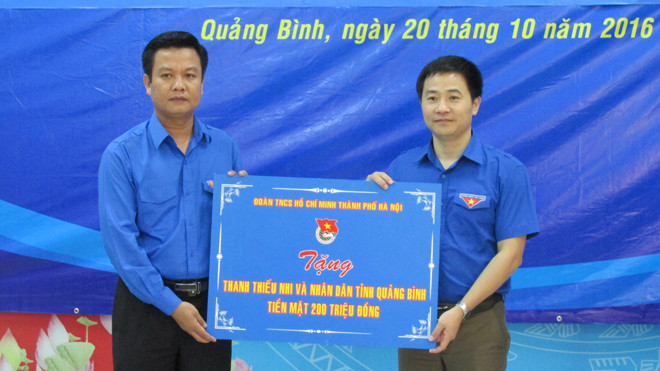 Quảng Bình, ngày 20 tháng 10 năm 2016
ĐOÀN TNCS HỒ CHÍ MINH THÀNH PHỐ HÀ NỘI
Tặng
THANH THIẾU NHI VÀ NHÂN DÂN TỈNH QUẢNG BÌNH
TIỀN MẶT 200 TRIỆU ĐỒNG